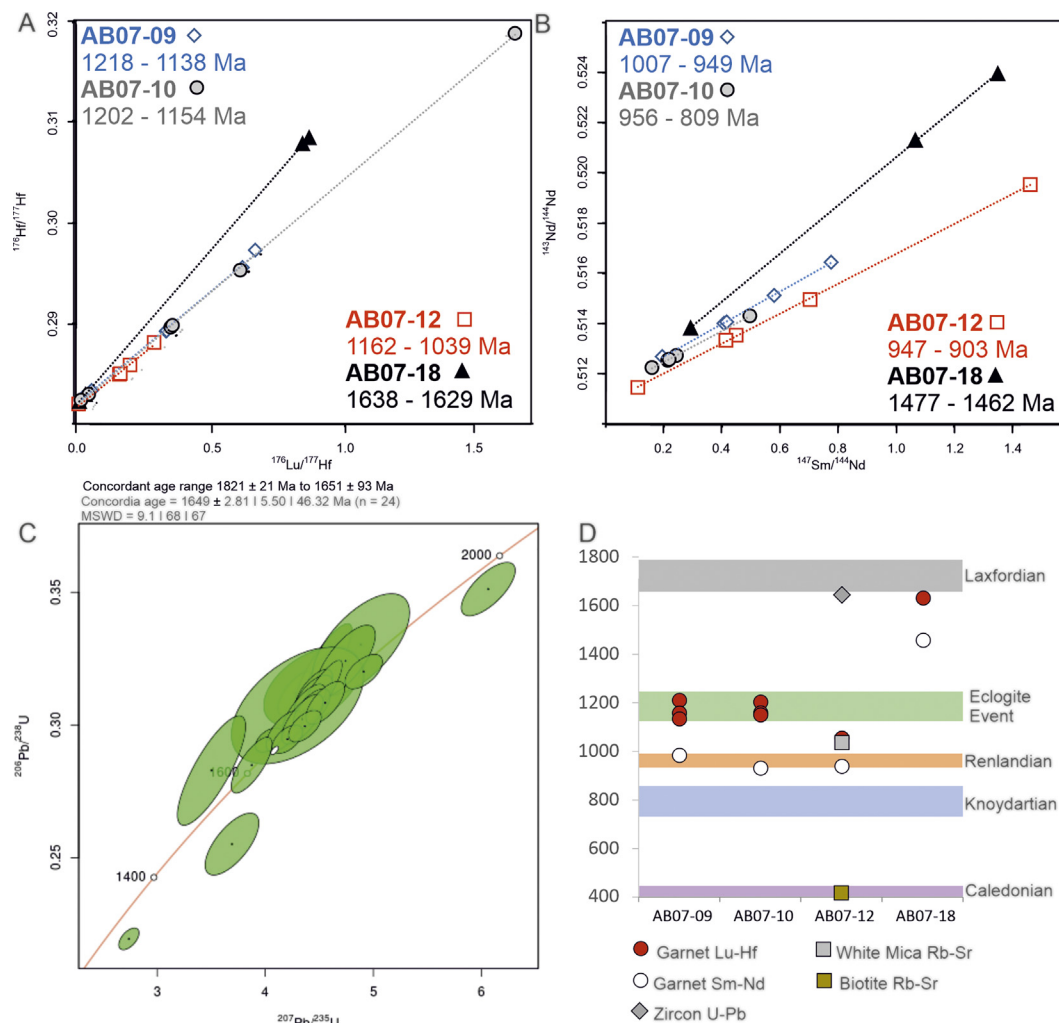 A
AB07-09
1218 - 1138 Ma
AB07-10
1202 - 1154 Ma
AB07-12
1162 - 1039 Ma
AB07-18
1638 - 1629 Ma
0.32
0.31
0.30
0.29
176Hf/177Hf
0.0
0.5
1.0
1.5
176Lu/177Hf
B
AB07-09
1007 - 949 Ma
AB07-10
956 - 809 Ma
AB07-12
947 - 903 Ma
AB07-18
1477 - 1462 Ma
0.524
0.522
0.520
0.518
0.516
0.514
0.512
143Nd/144Nd
0.2
0.4
0.6
0.8
1.0
1.2
1.4
147Sm/144Nd
Concordant age range 1821 ± 21 Ma to 1651 ± 93 Ma
Concordia age = 1649 ± 2.81 | 5.50 | 46.32 Ma (n = 24)
MSWD = 9.1 | 68 | 67
C
2000
1600
1400
0.35
0.30
0.25
206Pb/238U
3
4
5
6
207Pb/235U
D
1800
1600
1400
1200
1000
800
600
400
Laxfordian
Eclogite
Event
Renlandian
Knoydartian
Caledonian
AB07-09
AB07-10
AB07-12
AB07-18
Garnet Lu-Hf
White Mica Rb-Sr
Garnet Sm-Nd
Biotite Rb-Sr
Zircon U-Pb